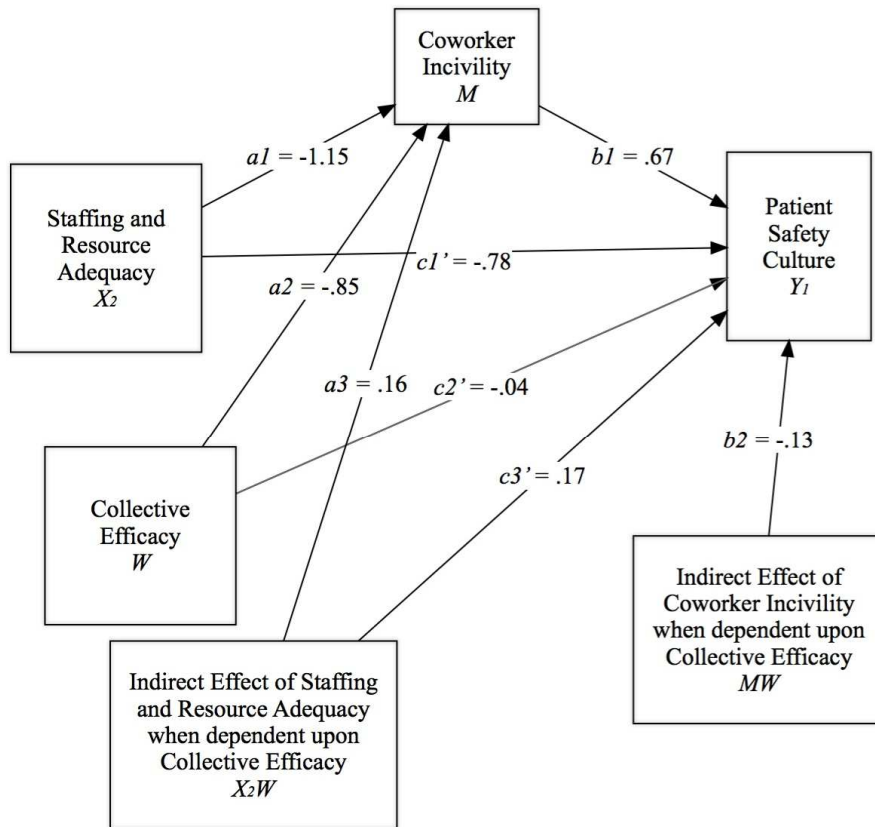 Coworker
Incivility
M
a1 = -1.15
b1 = .67
Staffing and
Resource
Adequacy
X₂
Patient
Safety
Culture
Y₁
c1’ = -.78
a2 = -.85
a3 = .16
c2’ = -.04
b2 = -.13
c3’ = .17
Collective
Efficacy
W
Indirect Effect of
Coworker Incivility
when dependent upon
Collective Efficacy
MW
Indirect Effect of Staffing
and Resource Adequacy
when dependent upon
Collective Efficacy
X₂W